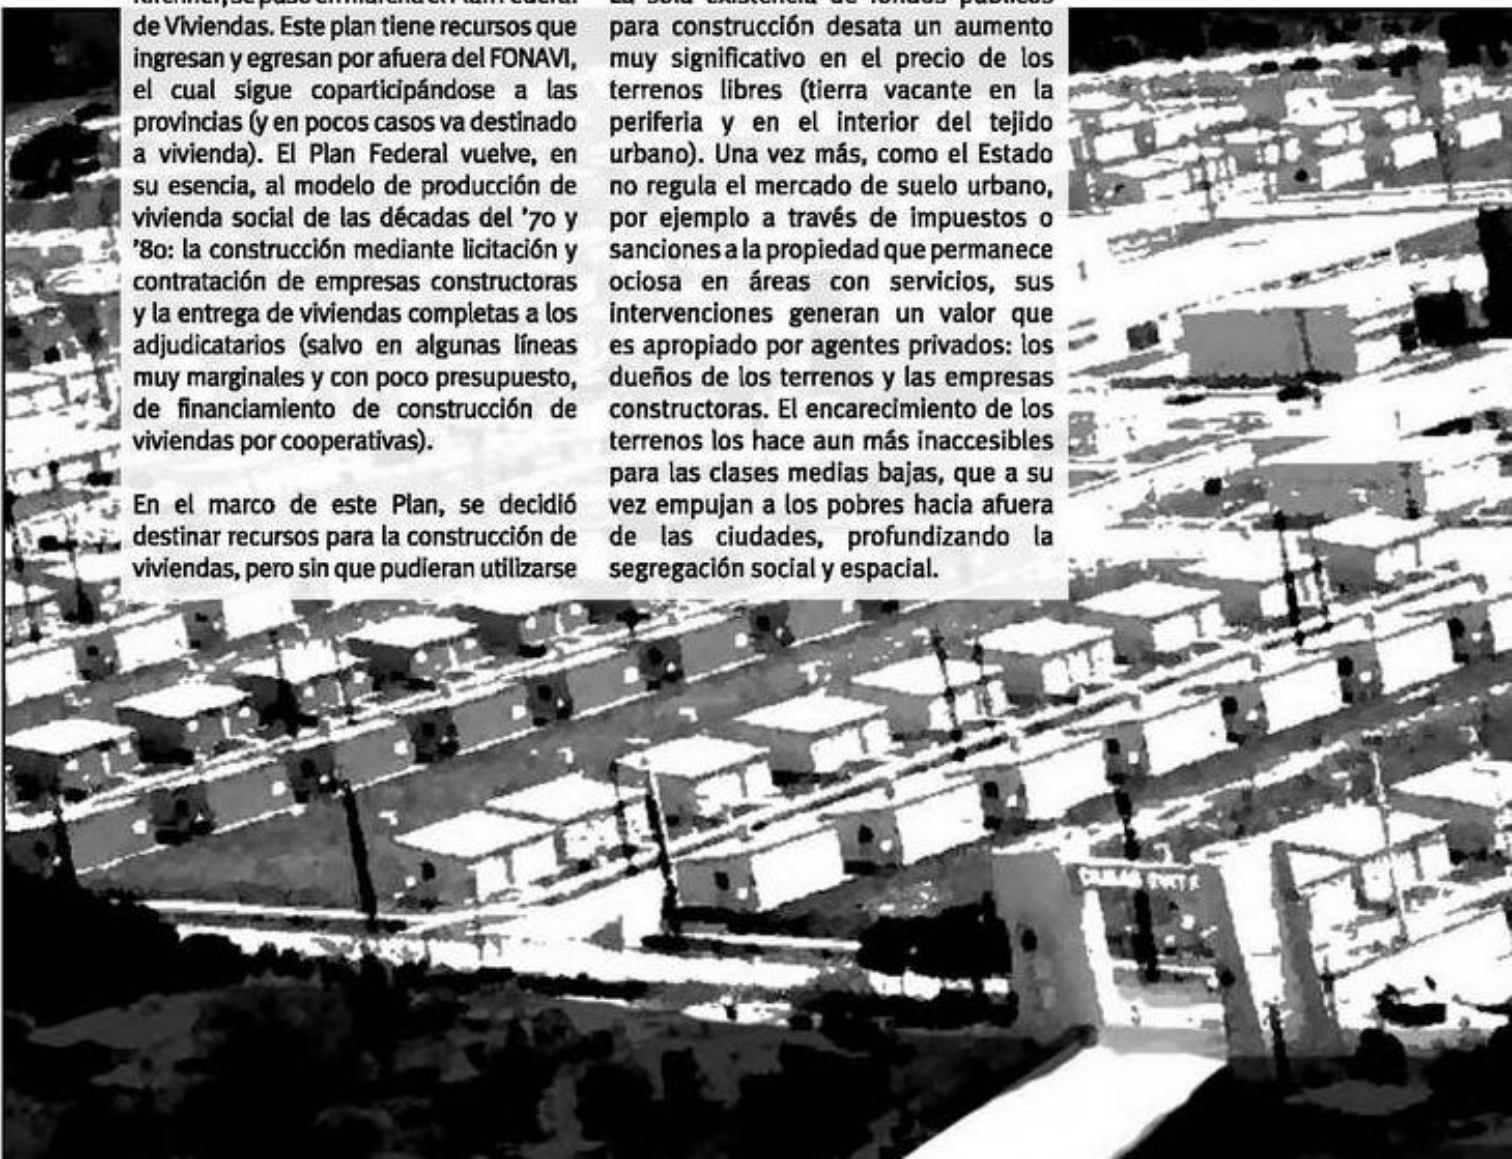 de Viviendas. Este plan tiene recursos que
ingresan y egresan por afuera del FONAVI,
el cual sigue coparticipándose a las
provincias (y en pocos casos va destinado
a vivienda). El Plan Federal vuelve, en
su esencia, al modelo de producción de
vivienda social de las décadas del '70 y
'80: la construcción mediante licitación y
contratación de empresas constructoras
y la entrega de viviendas completas a los
adjudicatarios (salvo en algunas líneas
muy marginales y con poco presupuesto,
de financiamiento de construcción de
viviendas por cooperativas).
En el marco de este Plan, se decidió
destinar recursos para la construcción de
viviendas, pero sin que pudieran utilizarse
La sola existencia de fondos públicos
para construcción desata un aumento
muy significativo en el precio de los
terrenos libres (tierra vacante en la
periferia y en el interior del tejido
urbano). Una vez más, como el Estado
no regula el mercado de suelo urbano,
por ejemplo a través de impuestos o
sanciones a la propiedad que permanece
ociosa en áreas con servicios, sus
intervenciones generan un valor que
es apropiado por agentes privados: los
dueños de los terrenos y las empresas
constructoras. El encarecimiento de los
terrenos los hace aun más inaccesibles
para las clases medias bajas, que a su
vez empujan a los pobres hacia afuera
de las ciudades, profundizando la
segregación social y espacial.